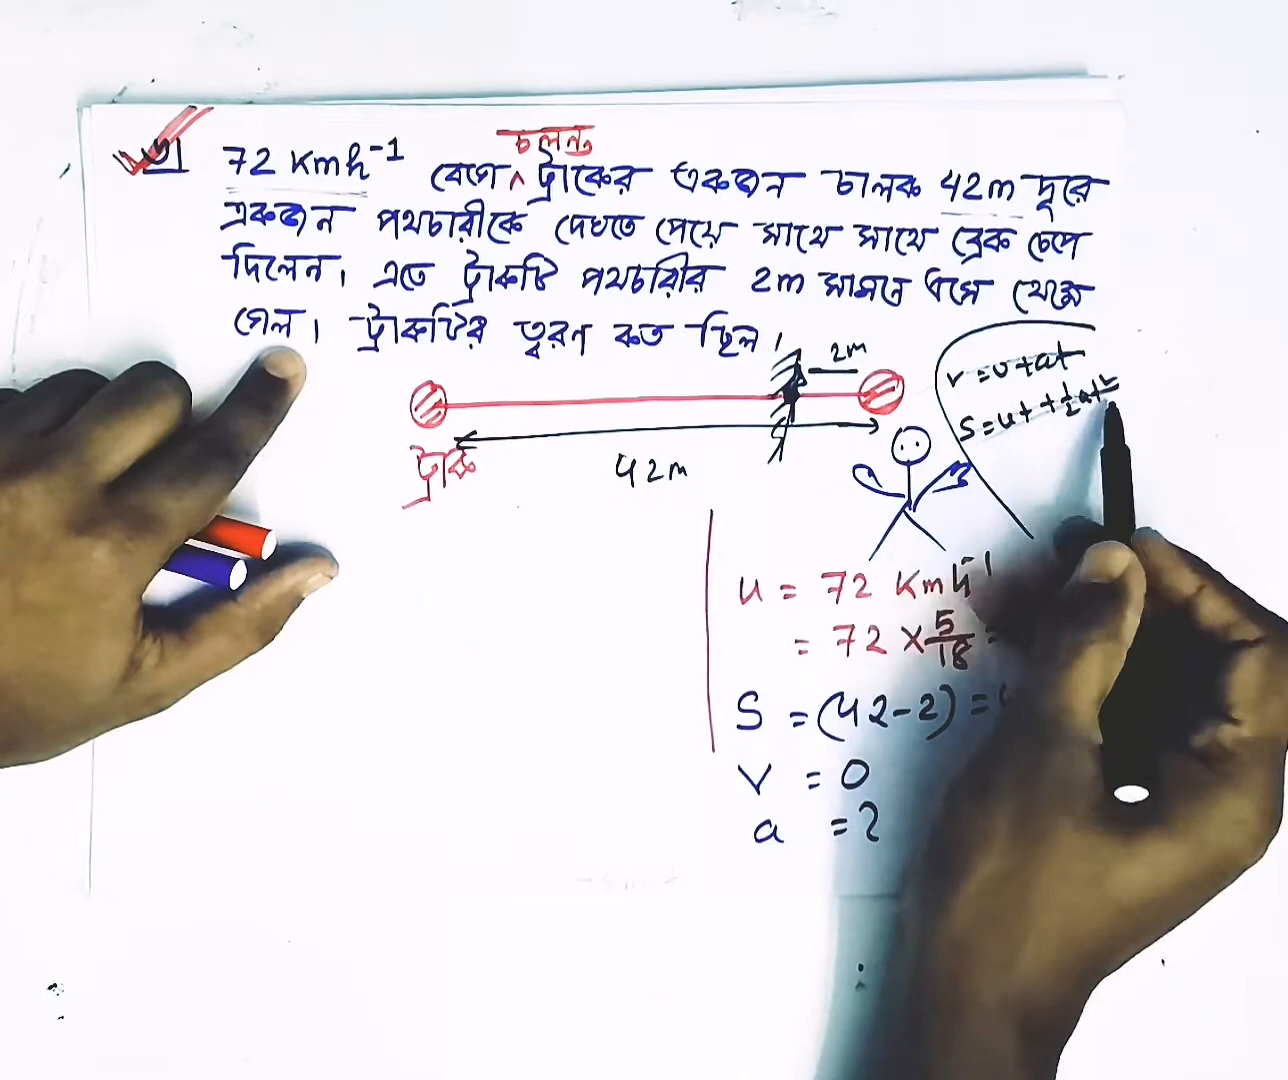 ৩| 72 Kmh⁻¹ বেগে চলন্ত ট্রাকের একজন চালক 42m দূরে
একজন পথচারীকে দেখতে পেয়ে সাথে সাথে ব্রেক চেপে
দিলেন। এতে ট্রাকটি পথচারীর 2m সামনে এসে থেমে
গেল। ট্রাকটির ত্বরণ কত ছিল।
2m
v = u + at
s = ut + ½at²
ট্রাক
42m
u = 72 Kmh⁻¹
= 72 × 5/18 =
S = (42-2) =
v = 0
a = ?